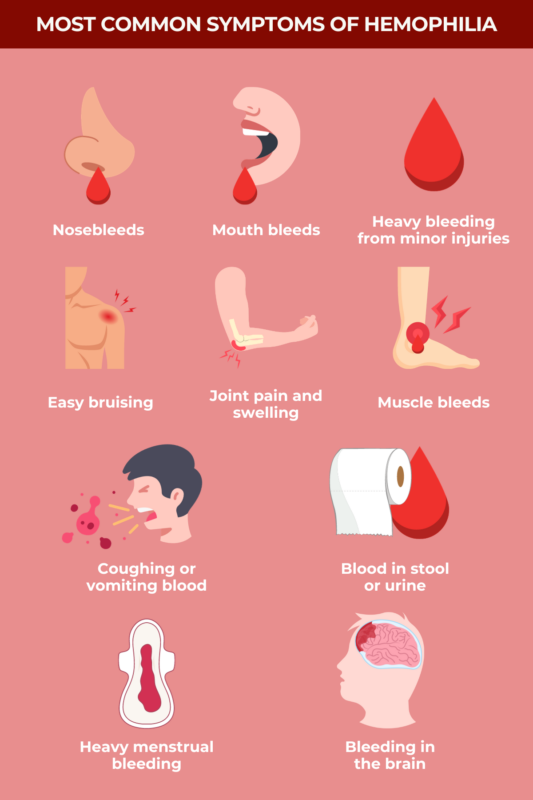 MOST COMMON SYMPTOMS OF HEMOPHILIA
Nosebleeds
Mouth bleeds
Heavy bleeding
from minor injuries
Easy bruising
Joint pain and
swelling
Muscle bleeds
Coughing or
vomiting blood
Blood in stool
or urine
Heavy menstrual
bleeding
Bleeding in
the brain